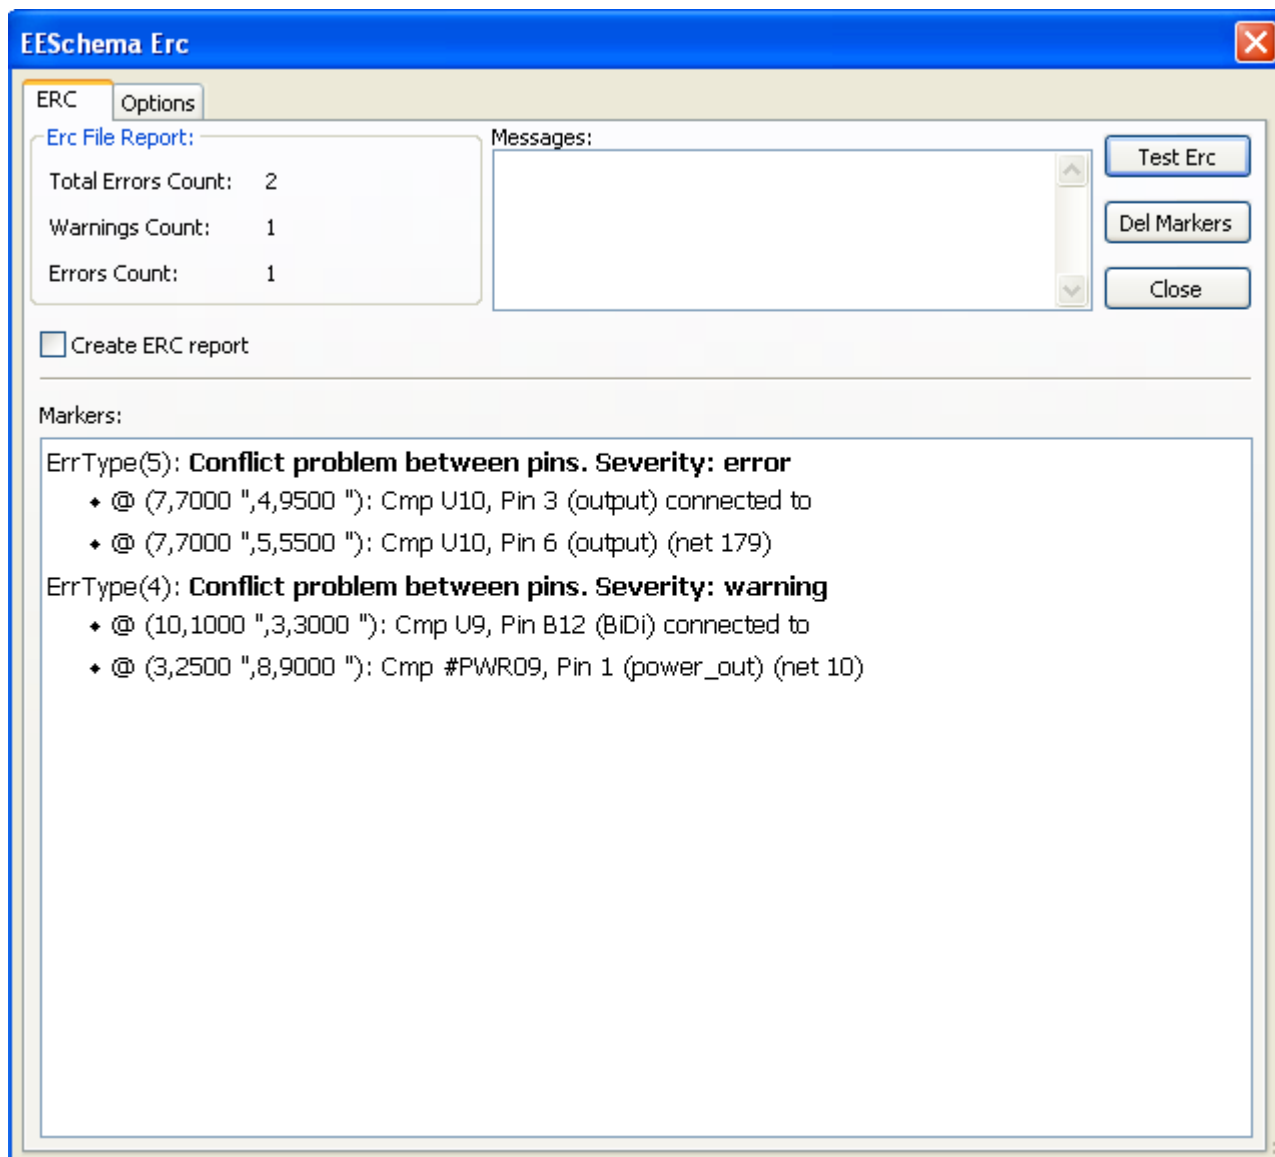 EESchema Erc
ERC
Options
Erc File Report:
Total Errors Count: 2
Warnings Count: 1
Errors Count: 1
Messages:
Test Erc
Del Markers
Close
Create ERC report
Markers:
ErrType(5): Conflict problem between pins. Severity: error
@ (7,7000 ",4,9500 "): Cmp U10, Pin 3 (output) connected to
@ (7,7000 ",5,5500 "): Cmp U10, Pin 6 (output) (net 179)
ErrType(4): Conflict problem between pins. Severity: warning
@ (10,1000 ",3,3000 "): Cmp U9, Pin B12 (BiDi) connected to
@ (3,2500 ",8,9000 "): Cmp #PWR09, Pin 1 (power_out) (net 10)